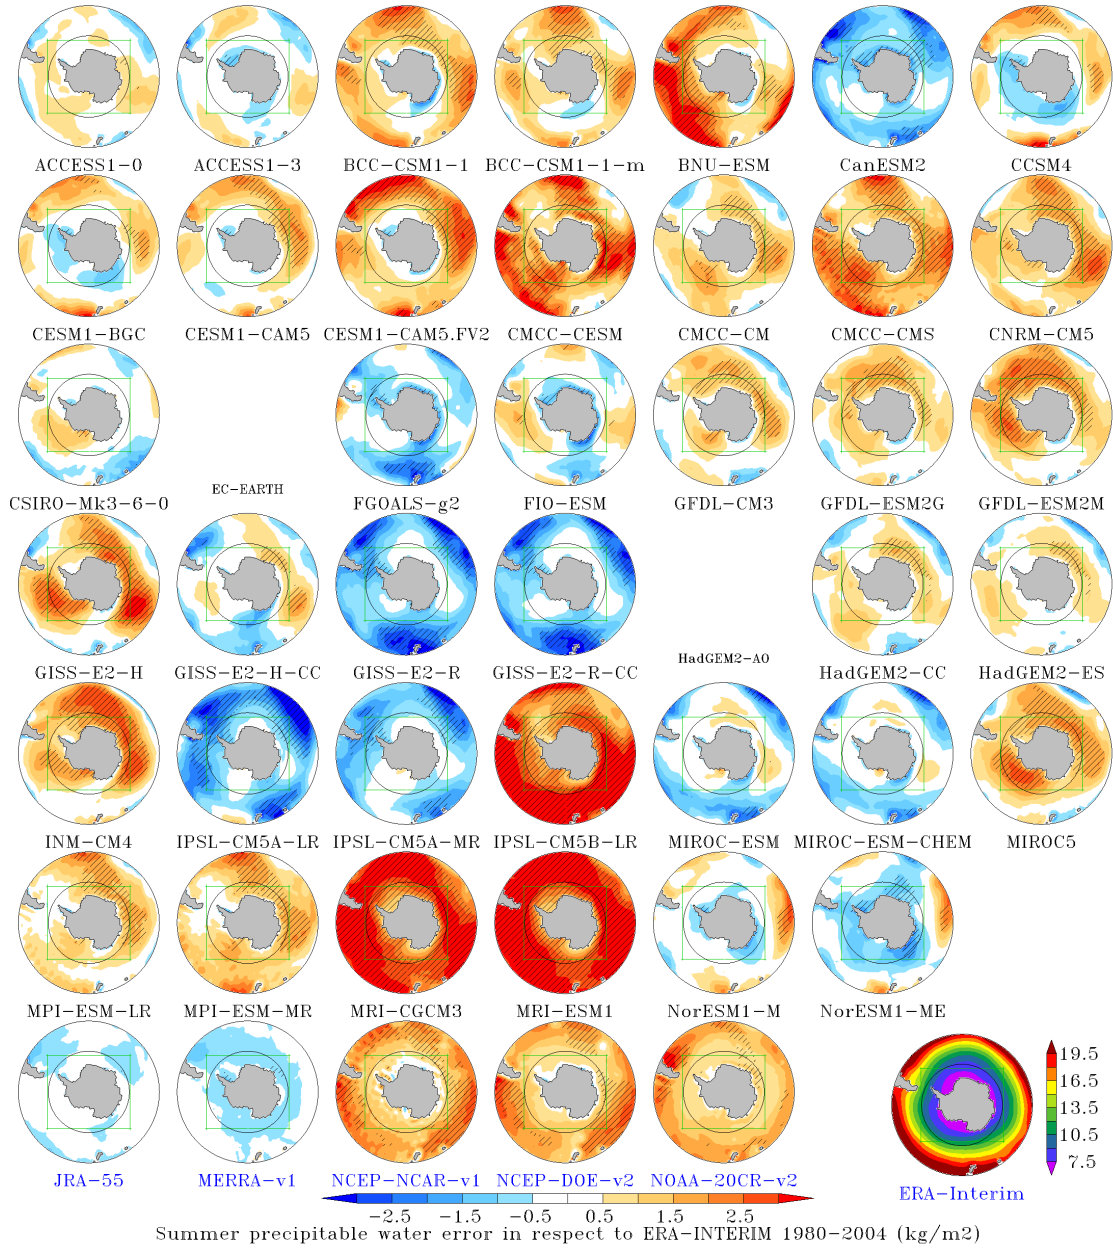 ACCESS1-0 ACCESS1-3 BCC-CSM1-1 BCC-CSM1-1-m BNU-ESM CanESM2 CCSM4
CESM1-BGC CESM1-CAM5 CESM1-CAM5.FV2 CMCC-CESM CMCC-CM CMCC-CMS CNRM-CM5
CSIRO-Mk3-6-0 EC-EARTH FGOALS-g2 FIO-ESM GFDL-CM3 GFDL-ESM2G GFDL-ESM2M
GISS-E2-H GISS-E2-H-CC GISS-E2-R GISS-E2-R-CC HadGEM2-AO HadGEM2-CC HadGEM2-ES
INM-CM4 IPSL-CM5A-LR IPSL-CM5A-MR IPSL-CM5B-LR MIROC-ESM MIROC-ESM-CHEM MIROC5
MPI-ESM-LR MPI-ESM-MR MRI-CGCM3 MRI-ESM1 NorESM1-M NorESM1-ME
19.5
16.5
13.5
10.5
7.5
JRA-55 MERRA-v1 NCEP-NCAR-v1 NCEP-DOE-v2 NOAA-20CR-v2 ERA-Interim
-2.5 -1.5 -0.5 0.5 1.5 2.5
Summer precipitable water error in respect to ERA-INTERIM 1980-2004 (kg/m2)